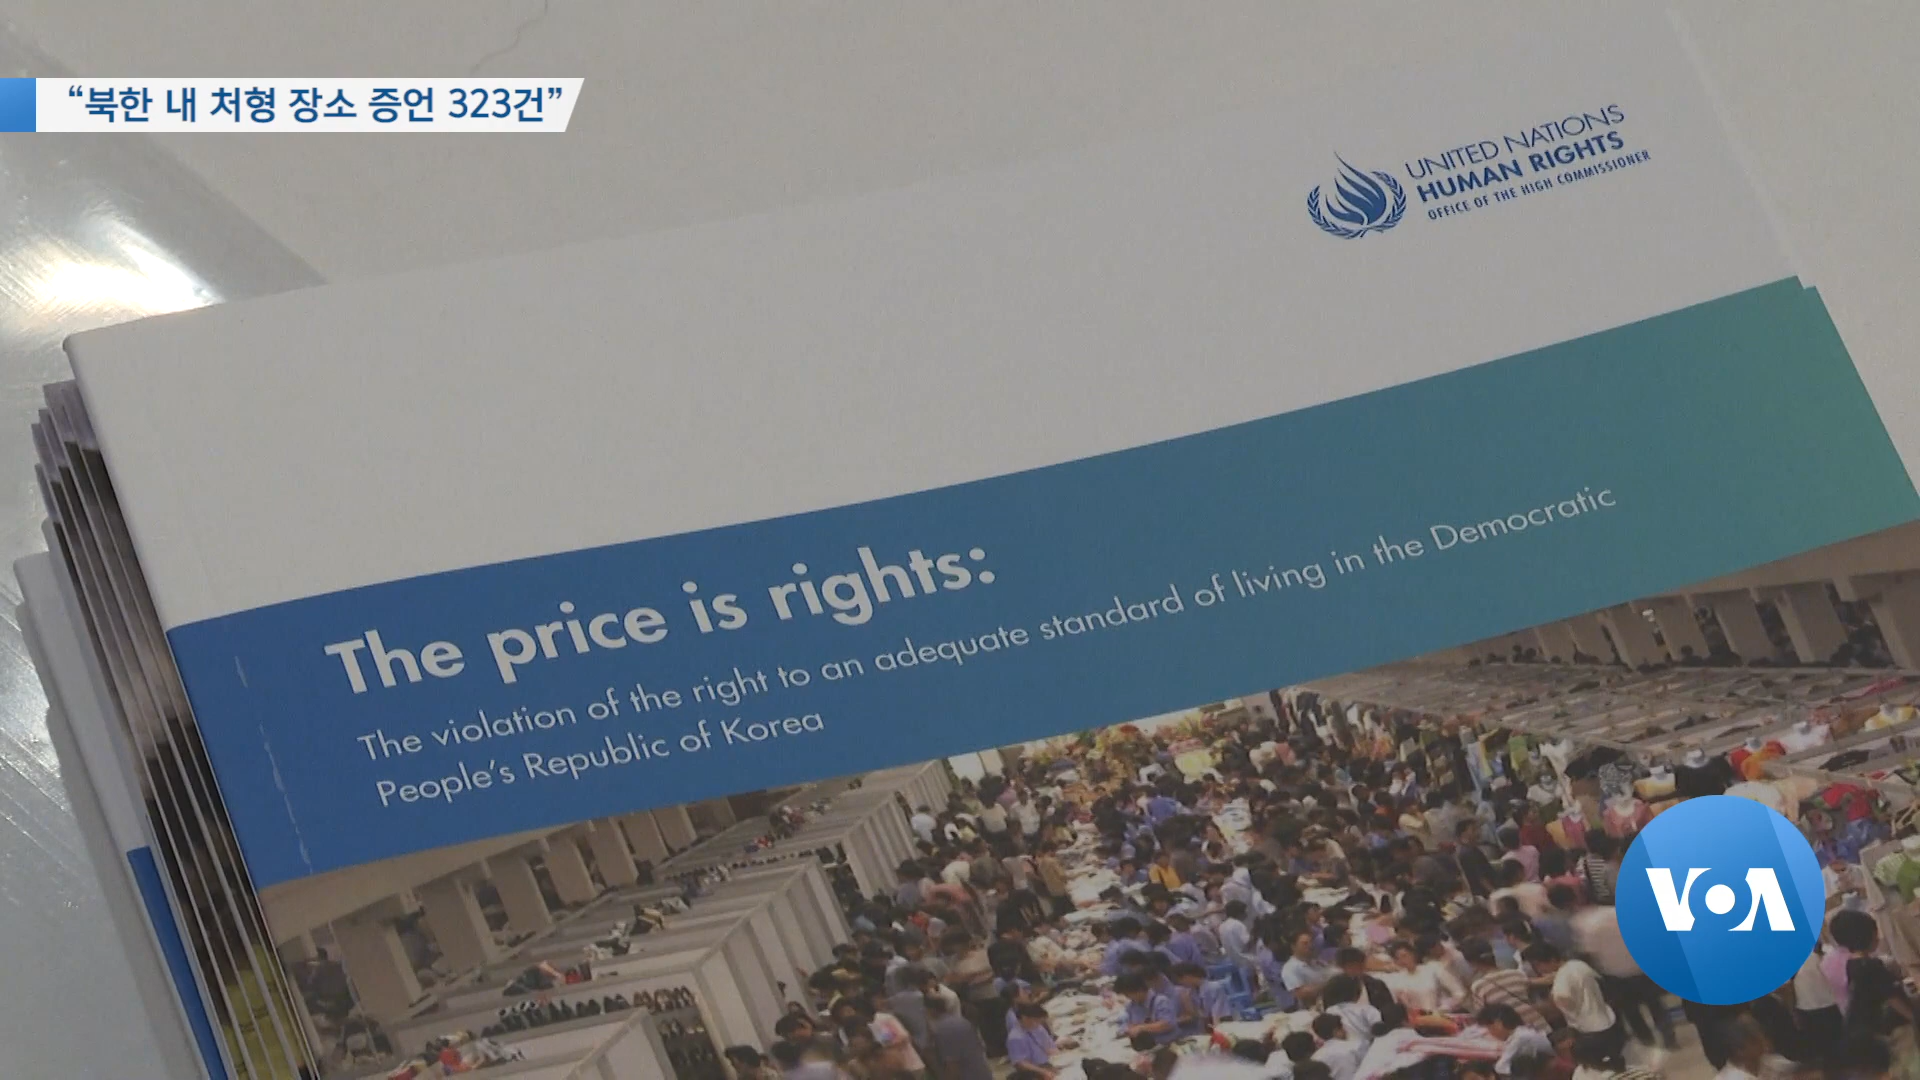 “북한 내 처형 장소 증언 323건”
UNITED NATIONS
HUMAN RIGHTS
OFFICE OF THE HIGH COMMISSIONER
The price is rights:
The violation of the right to an adequate standard of living in the Democratic
People’s Republic of Korea
VOA